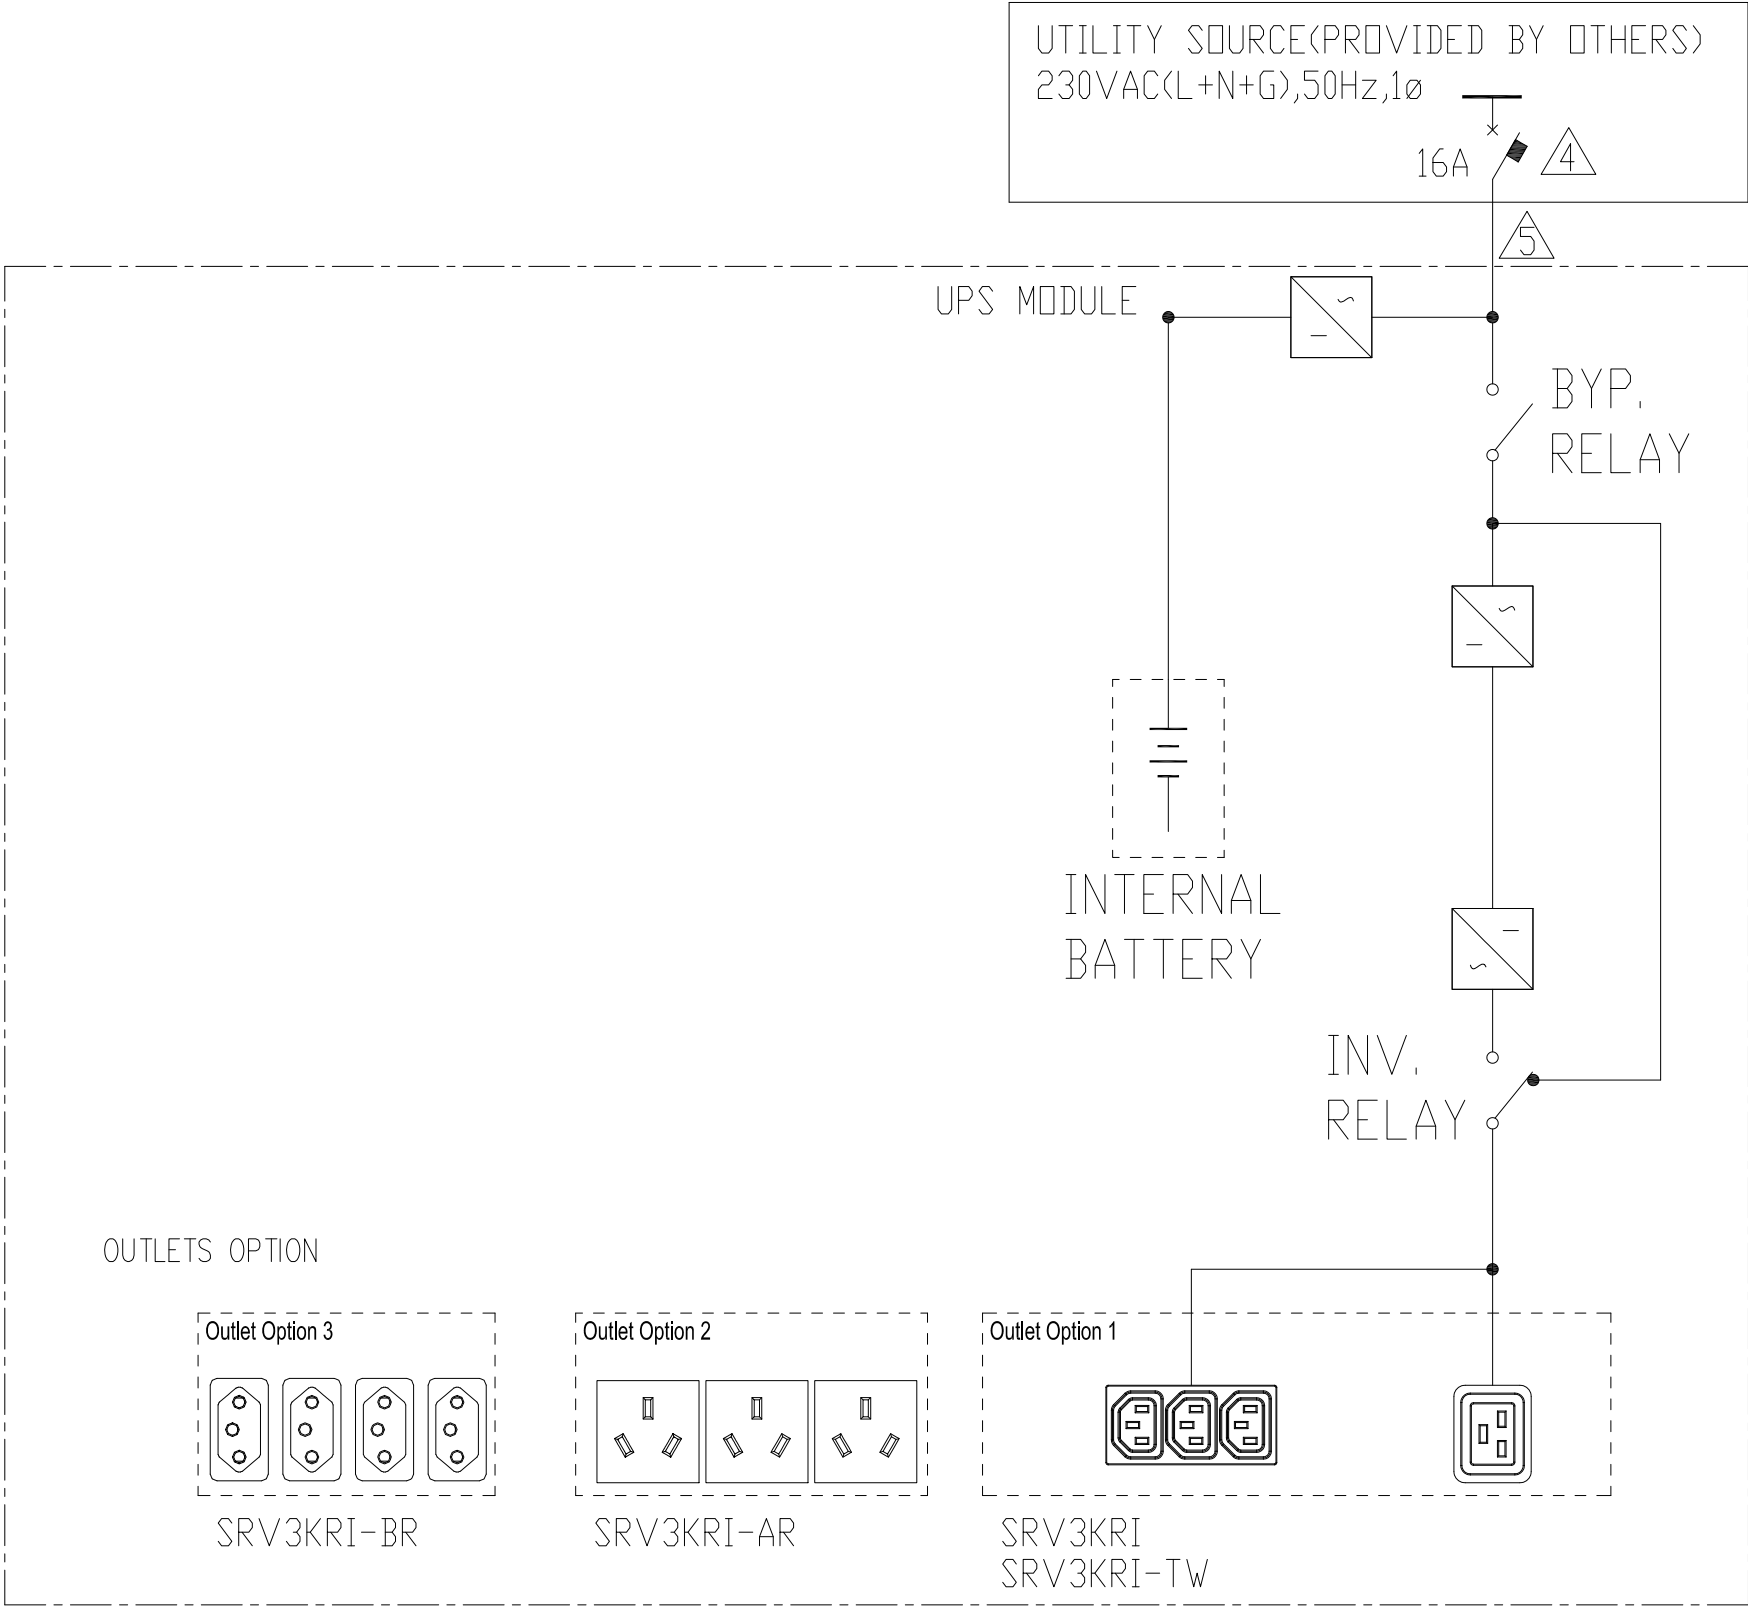 UTILITY SOURCE(PROVIDED BY OTHERS)
230VAC(L+N+G),50Hz,1ø
16A
4
5
UPS MODULE
BYP.
RELAY
INTERNAL
BATTERY
INV.
RELAY
OUTLETS OPTION
Outlet Option 3
Outlet Option 2
Outlet Option 1
SRV3KRI-BR
SRV3KRI-AR
SRV3KRI
SRV3KRI-TW